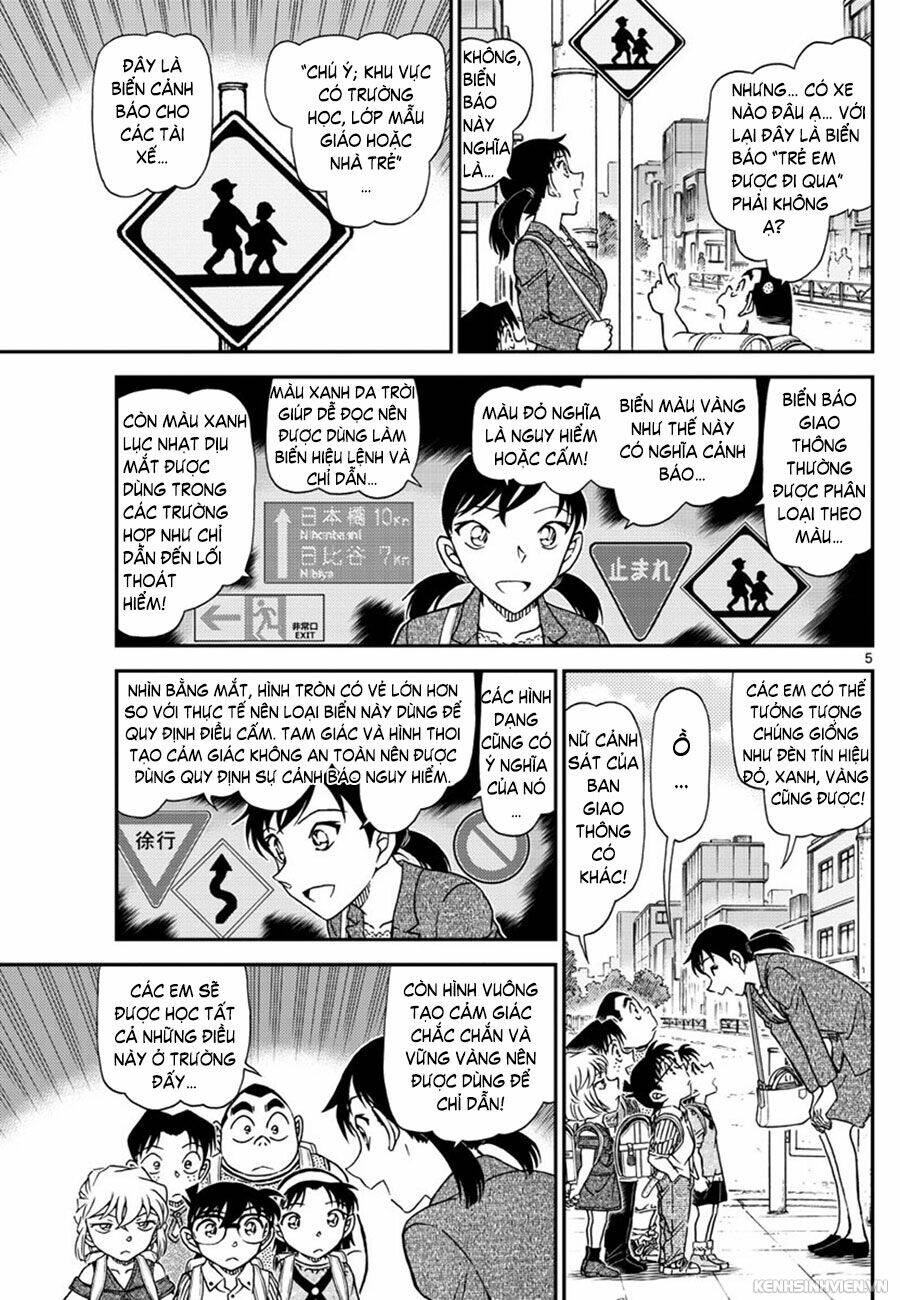 NHƯNG... CÓ XE
NÀO ĐÂU Ạ... VỚI
LẠI ĐÂY LÀ BIỂN
BÁO "TRẺ EM
ĐƯỢC ĐI QUA"
PHẢI KHÔNG
Ạ?
KHÔNG,
BIỂN
BÁO
NÀY
NGHĨA
LÀ...
"CHÚ Ý; KHU VỰC
CÓ TRƯỜNG
HỌC, LỚP MẪU
GIÁO HOẶC
NHÀ TRẺ"
...
ĐÂY LÀ
BIỂN CẢNH
BÁO CHO
CÁC TÀI
XẾ...
BIỂN BÁO
GIAO
THÔNG
THƯỜNG
ĐƯỢC PHÂN
LOẠI THEO
MÀU...
BIỂN MÀU VÀNG
NHƯ THẾ NÀY
CÓ NGHĨA CẢNH
BÁO...
MÀU ĐỎ NGHĨA
LÀ NGUY HIỂM
HOẶC CẤM!
MÀU XANH DA TRỜI
GIÚP DỄ ĐỌC NÊN
ĐƯỢC DÙNG LÀM
BIỂN HIỆU LỆNH VÀ
CHỈ DẪN...
CÒN MÀU XANH
LỤC NHẠT DỊU
MẮT ĐƯỢC
DÙNG TRONG
CÁC TRƯỜNG
HỢP NHƯ CHỈ
DẪN ĐẾN LỐI
THOÁT
HIỂM!
止まれ
日本橋 10Km
Nihonbashi
日比谷 7Km
Hibiya
非常口
EXIT
5
CÁC EM CÓ THỂ
TƯỞNG TƯỢNG
CHÚNG GIỐNG
NHƯ ĐÈN TÍN HIỆU
ĐỎ, XANH, VÀNG
CŨNG ĐƯỢC!
Ồ
...
NỮ CẢNH
SÁT CỦA
BAN
GIAO
THÔNG
CÓ
KHÁC!
CÁC HÌNH
DẠNG
CŨNG CÓ
Ý NGHĨA
CỦA NÓ
...
NHÌN BẰNG MẮT, HÌNH TRÒN CÓ VẺ LỚN HƠN
SO VỚI THỰC TẾ NÊN LOẠI BIỂN NÀY DÙNG ĐỂ
QUY ĐỊNH ĐIỀU CẤM. TAM GIÁC VÀ HÌNH THOI
TẠO CẢM GIÁC KHÔNG AN TOÀN NÊN ĐƯỢC
DÙNG QUY ĐỊNH SỰ CẢNH BÁO NGUY HIỂM.
徐行
CÒN HÌNH VUÔNG
TẠO CẢM GIÁC
CHẮC CHẮN VÀ
VỮNG VÀNG NÊN
ĐƯỢC DÙNG ĐỂ
CHỈ DẪN!
CÁC EM SẼ
ĐƯỢC HỌC TẤT
CẢ NHỮNG ĐIỀU
NÀY Ở TRƯỜNG
ĐẤY...
KENHSINHVIEN.VN